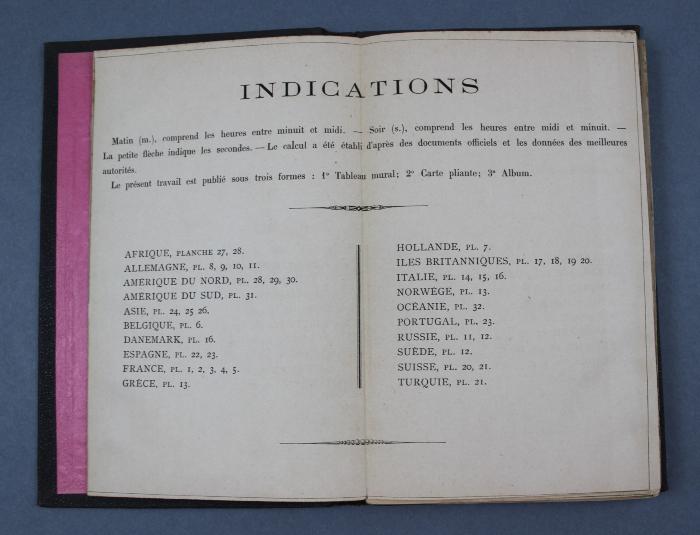 INDICATIONS
Matin (m.), comprend les heures entre minuit et midi. — Soir (s.), comprend les heures entre midi et minuit. —
La petite flèche indique les secondes. — Le calcul a été établi d'après des documents officiels et les données des meilleures
autorités.
Le présent travail est publié sous trois formes : 1º Tableau mural; 2º Carte pliante; 3º Album.
AFRIQUE, PLANCHE 27, 28.
ALLEMAGNE, PL. 8, 9, 10, 11.
AMÉRIQUE DU NORD, PL. 28, 29, 30.
AMÉRIQUE DU SUD, PL. 31.
ASIE, PL. 24, 25 26.
BELGIQUE, PL. 6.
DANEMARK, PL. 16.
ESPAGNE, PL. 22, 23.
FRANCE, PL. 1, 2, 3, 4, 5.
GRÈCE, PL. 13.
HOLLANDE, PL. 7.
ILES BRITANNIQUES, PL. 17, 18, 19 20.
ITALIE, PL. 14, 15, 16.
NORWÈGE, PL. 13.
OCÉANIE, PL. 32.
PORTUGAL, PL. 23.
RUSSIE, PL. 11, 12.
SUÈDE, PL. 12.
SUISSE, PL. 20, 21.
TURQUIE, PL. 21.